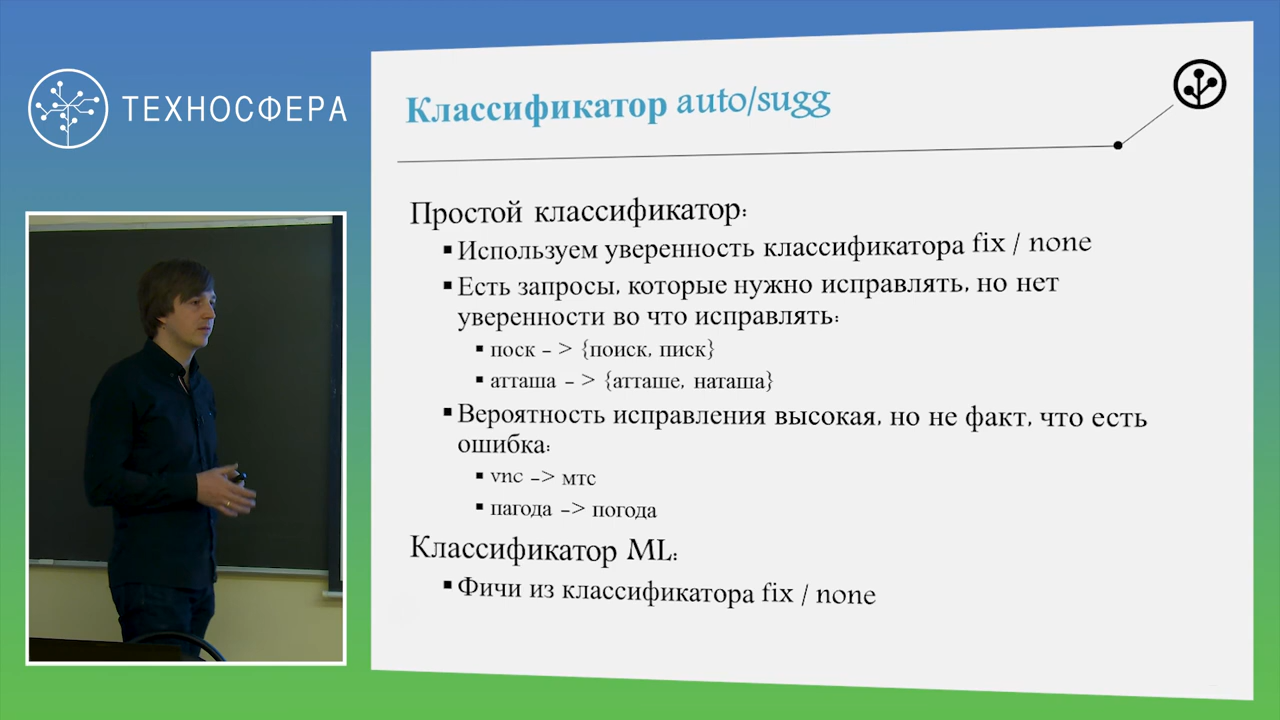 ТЕХНОСФЕРА
Классификатор auto/sugg
Простой классификатор:
▪ Используем уверенность классификатора fix / none
▪ Есть запросы, которые нужно исправлять, но нет
уверенности во что исправлять:
▪ поск – > {поиск, писк}
▪ атташа – > {атташе, наташа}
▪ Вероятность исправления высокая, но не факт, что есть
ошибка:
▪ vnc –> мтс
▪ пагода –> погода
Классификатор ML:
▪ Фичи из классификатора fix / none